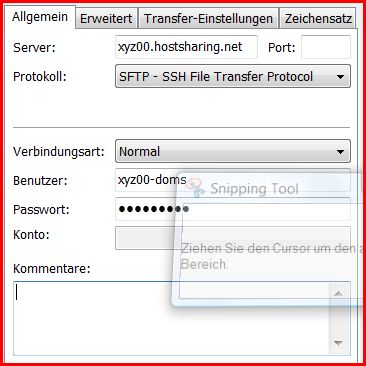 Allgemein Erweitert Transfer-Einstellungen Zeichensatz
Server: xyz00.hostsharing.net Port:
Protokoll: SFTP - SSH File Transfer Protocol
Verbindungsart: Normal
Benutzer: xyz00-doms
Snipping Tool
Passwort: ●●●●●●●●●
Konto:
Ziehen Sie den Cursor um den a
Bereich.
Kommentare: